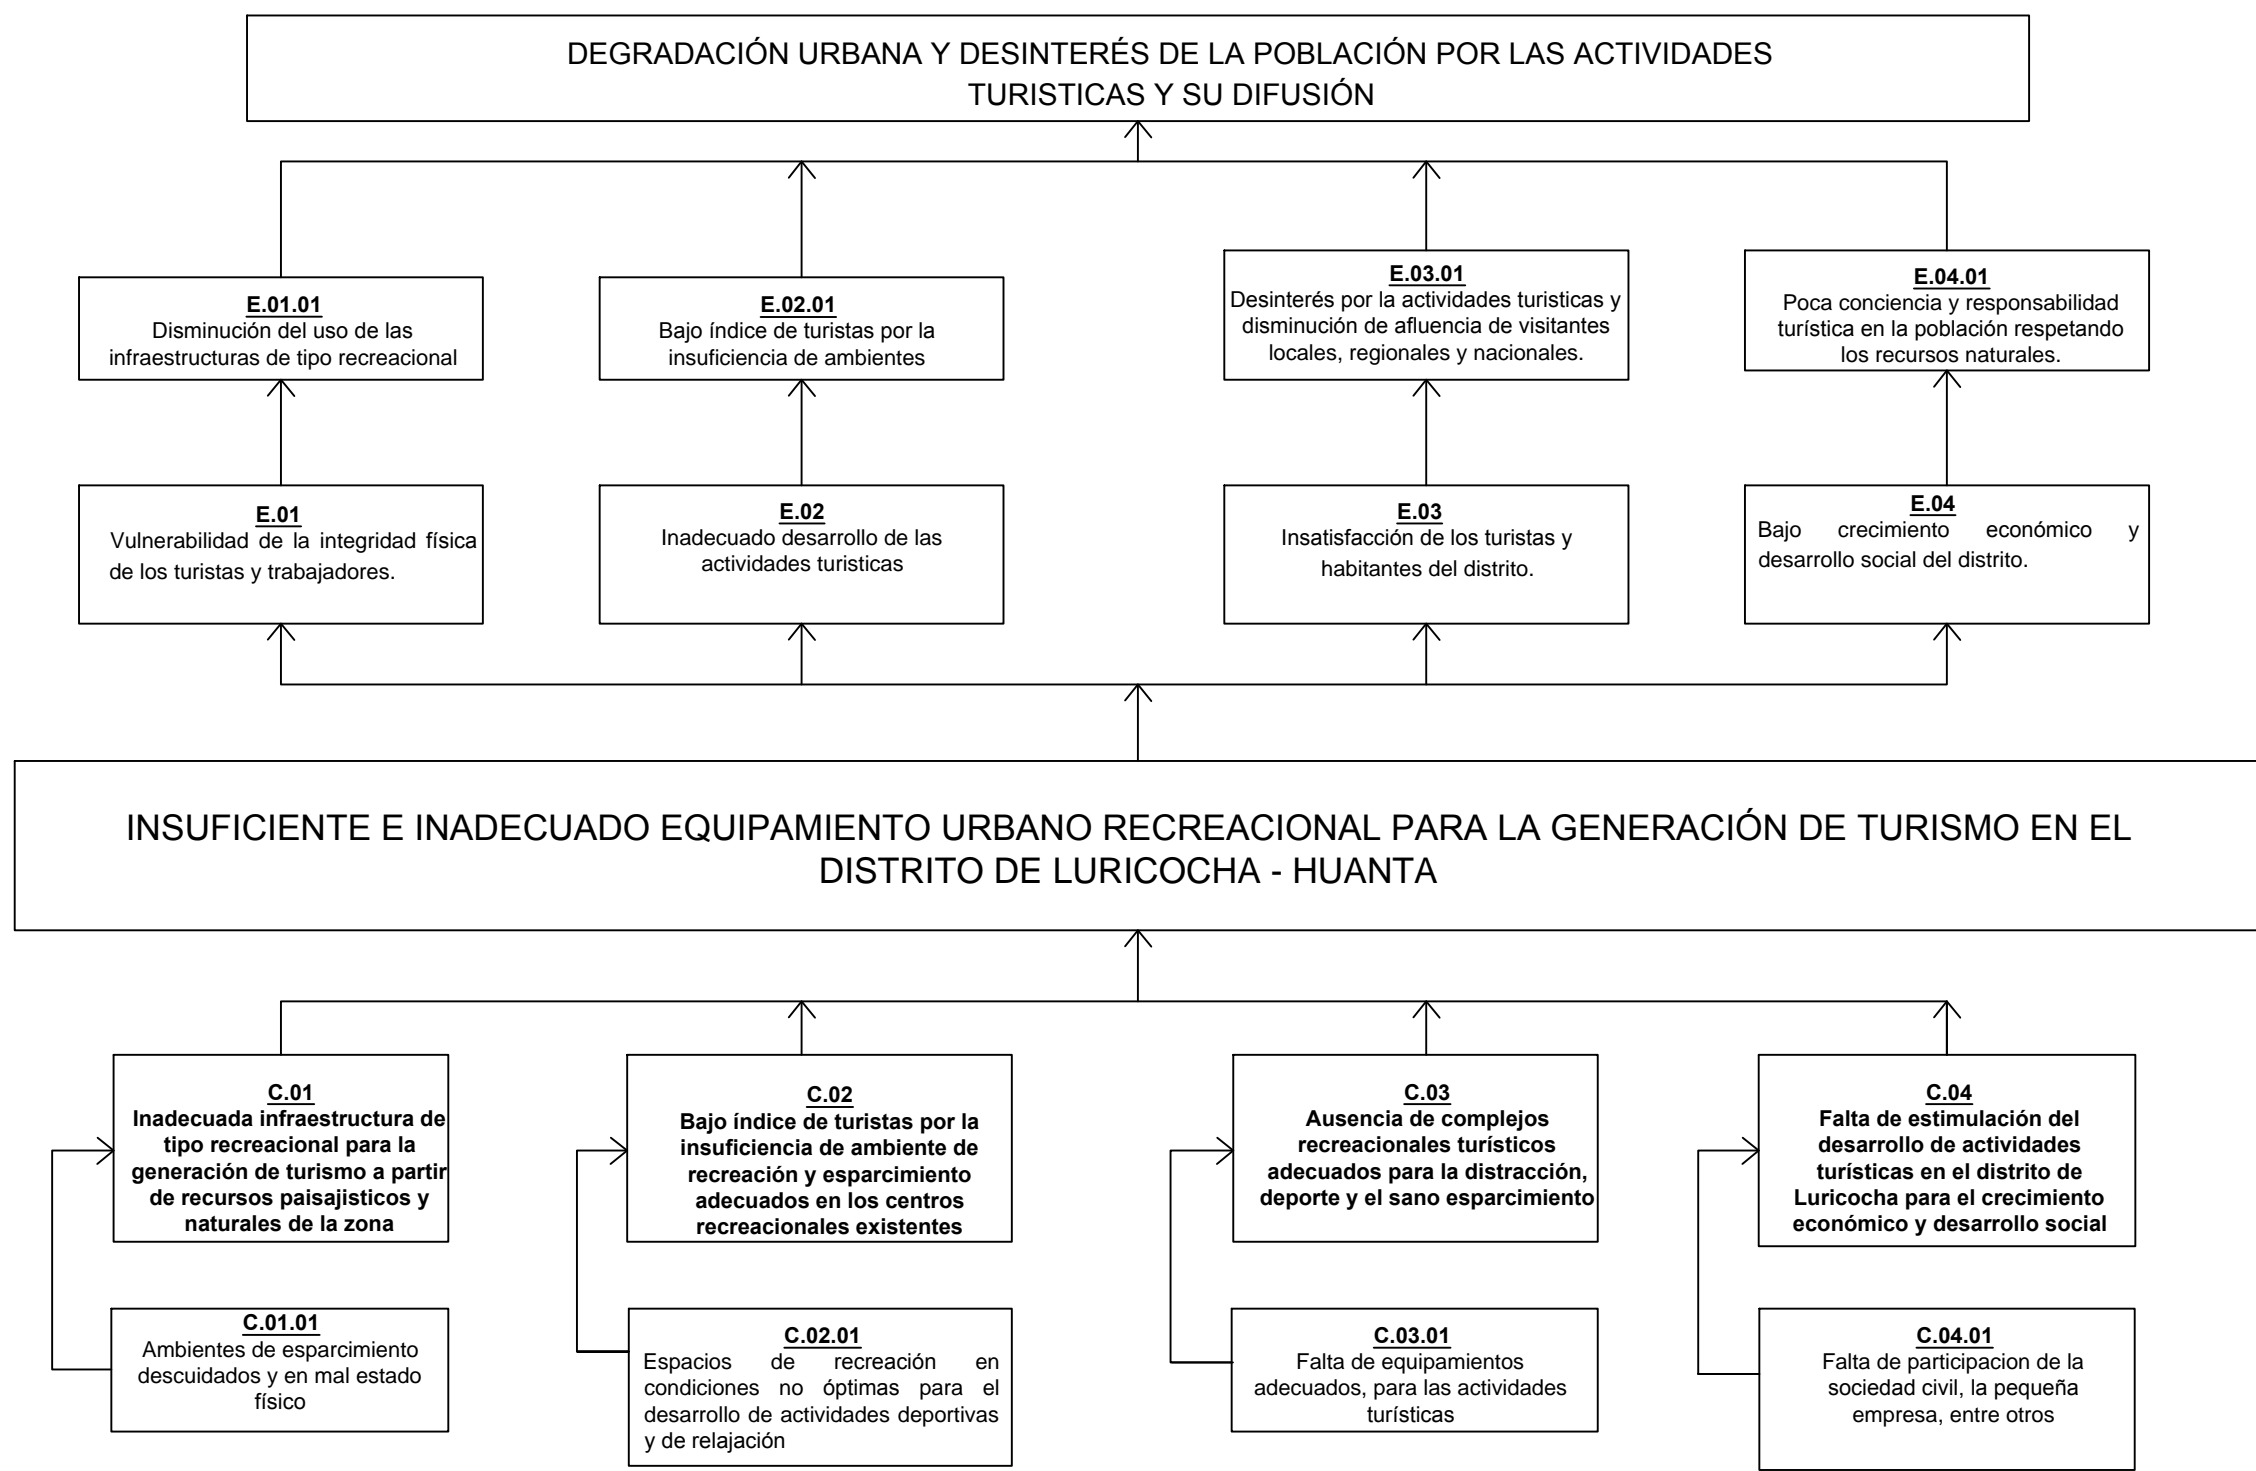 DEGRADACIÓN URBANA Y DESINTERÉS DE LA POBLACIÓN POR LAS ACTIVIDADES
TURISTICAS Y SU DIFUSIÓN
E.01.01
Disminución del uso de las
infraestructuras de tipo recreacional
E.02.01
Bajo índice de turistas por la
insuficiencia de ambientes
E.03.01
Desinterés por la actividades turisticas y
disminución de afluencia de visitantes
locales, regionales y nacionales.
E.04.01
Poca conciencia y responsabilidad
turística en la población respetando
los recursos naturales.
E.01
Vulnerabilidad de la integridad física
de los turistas y trabajadores.
E.02
Inadecuado desarrollo de las
actividades turisticas
E.03
Insatisfacción de los turistas y
habitantes del distrito.
E.04
Bajo crecimiento económico y
desarrollo social del distrito.
INSUFICIENTE E INADECUADO EQUIPAMIENTO URBANO RECREACIONAL PARA LA GENERACIÓN DE TURISMO EN EL
DISTRITO DE LURICOCHA - HUANTA
C.01
Inadecuada infraestructura de
tipo recreacional para la
generación de turismo a partir
de recursos paisajisticos y
naturales de la zona
C.02
Bajo índice de turistas por la
insuficiencia de ambiente de
recreación y esparcimiento
adecuados en los centros
recreacionales existentes
C.03
Ausencia de complejos
recreacionales turísticos
adecuados para la distracción,
deporte y el sano esparcimiento
C.04
Falta de estimulación del
desarrollo de actividades
turísticas en el distrito de
Luricocha para el crecimiento
económico y desarrollo social
C.01.01
Ambientes de esparcimiento
descuidados y en mal estado
físico
C.02.01
Espacios de recreación en
condiciones no óptimas para el
desarrollo de actividades deportivas
y de relajación
C.03.01
Falta de equipamientos
adecuados, para las actividades
turísticas
C.04.01
Falta de participacion de la
sociedad civil, la pequeña
empresa, entre otros